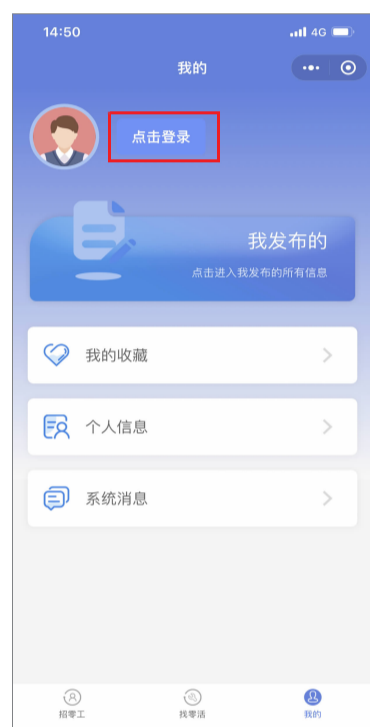 14:50
4G
我的
点击登录
我发布的
点击进入我发布的所有信息
我的收藏
个人信息
系统消息
招零工
找零活
我的